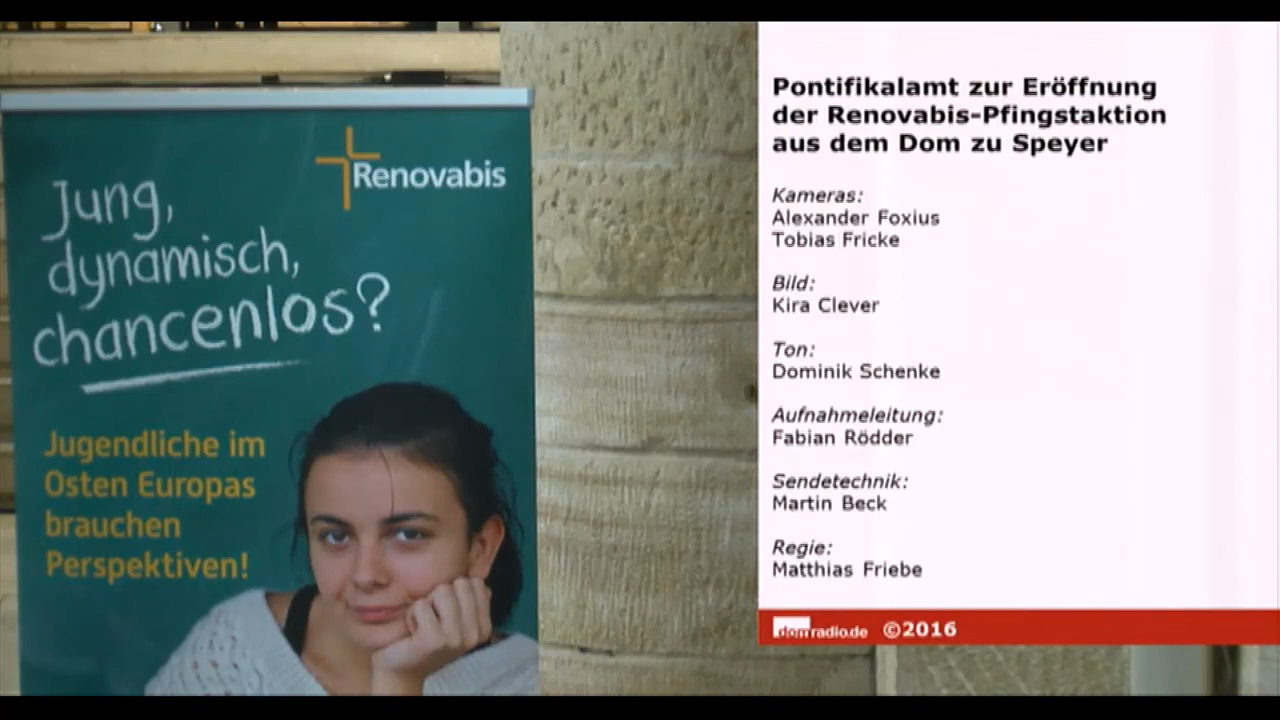 Renovabis
Jung,
dynamisch,
chancenlos?
Jugendliche im
Osten Europas
brauchen
Perspektiven!
Pontifikalamt zur Eröffnung
der Renovabis-Pfingstaktion
aus dem Dom zu Speyer
Kameras:
Alexander Foxius
Tobias Fricke
Bild:
Kira Clever
Ton:
Dominik Schenke
Aufnahmeleitung:
Fabian Rödder
Sendetechnik:
Martin Beck
Regie:
Matthias Friebe
domradio.de ©2016